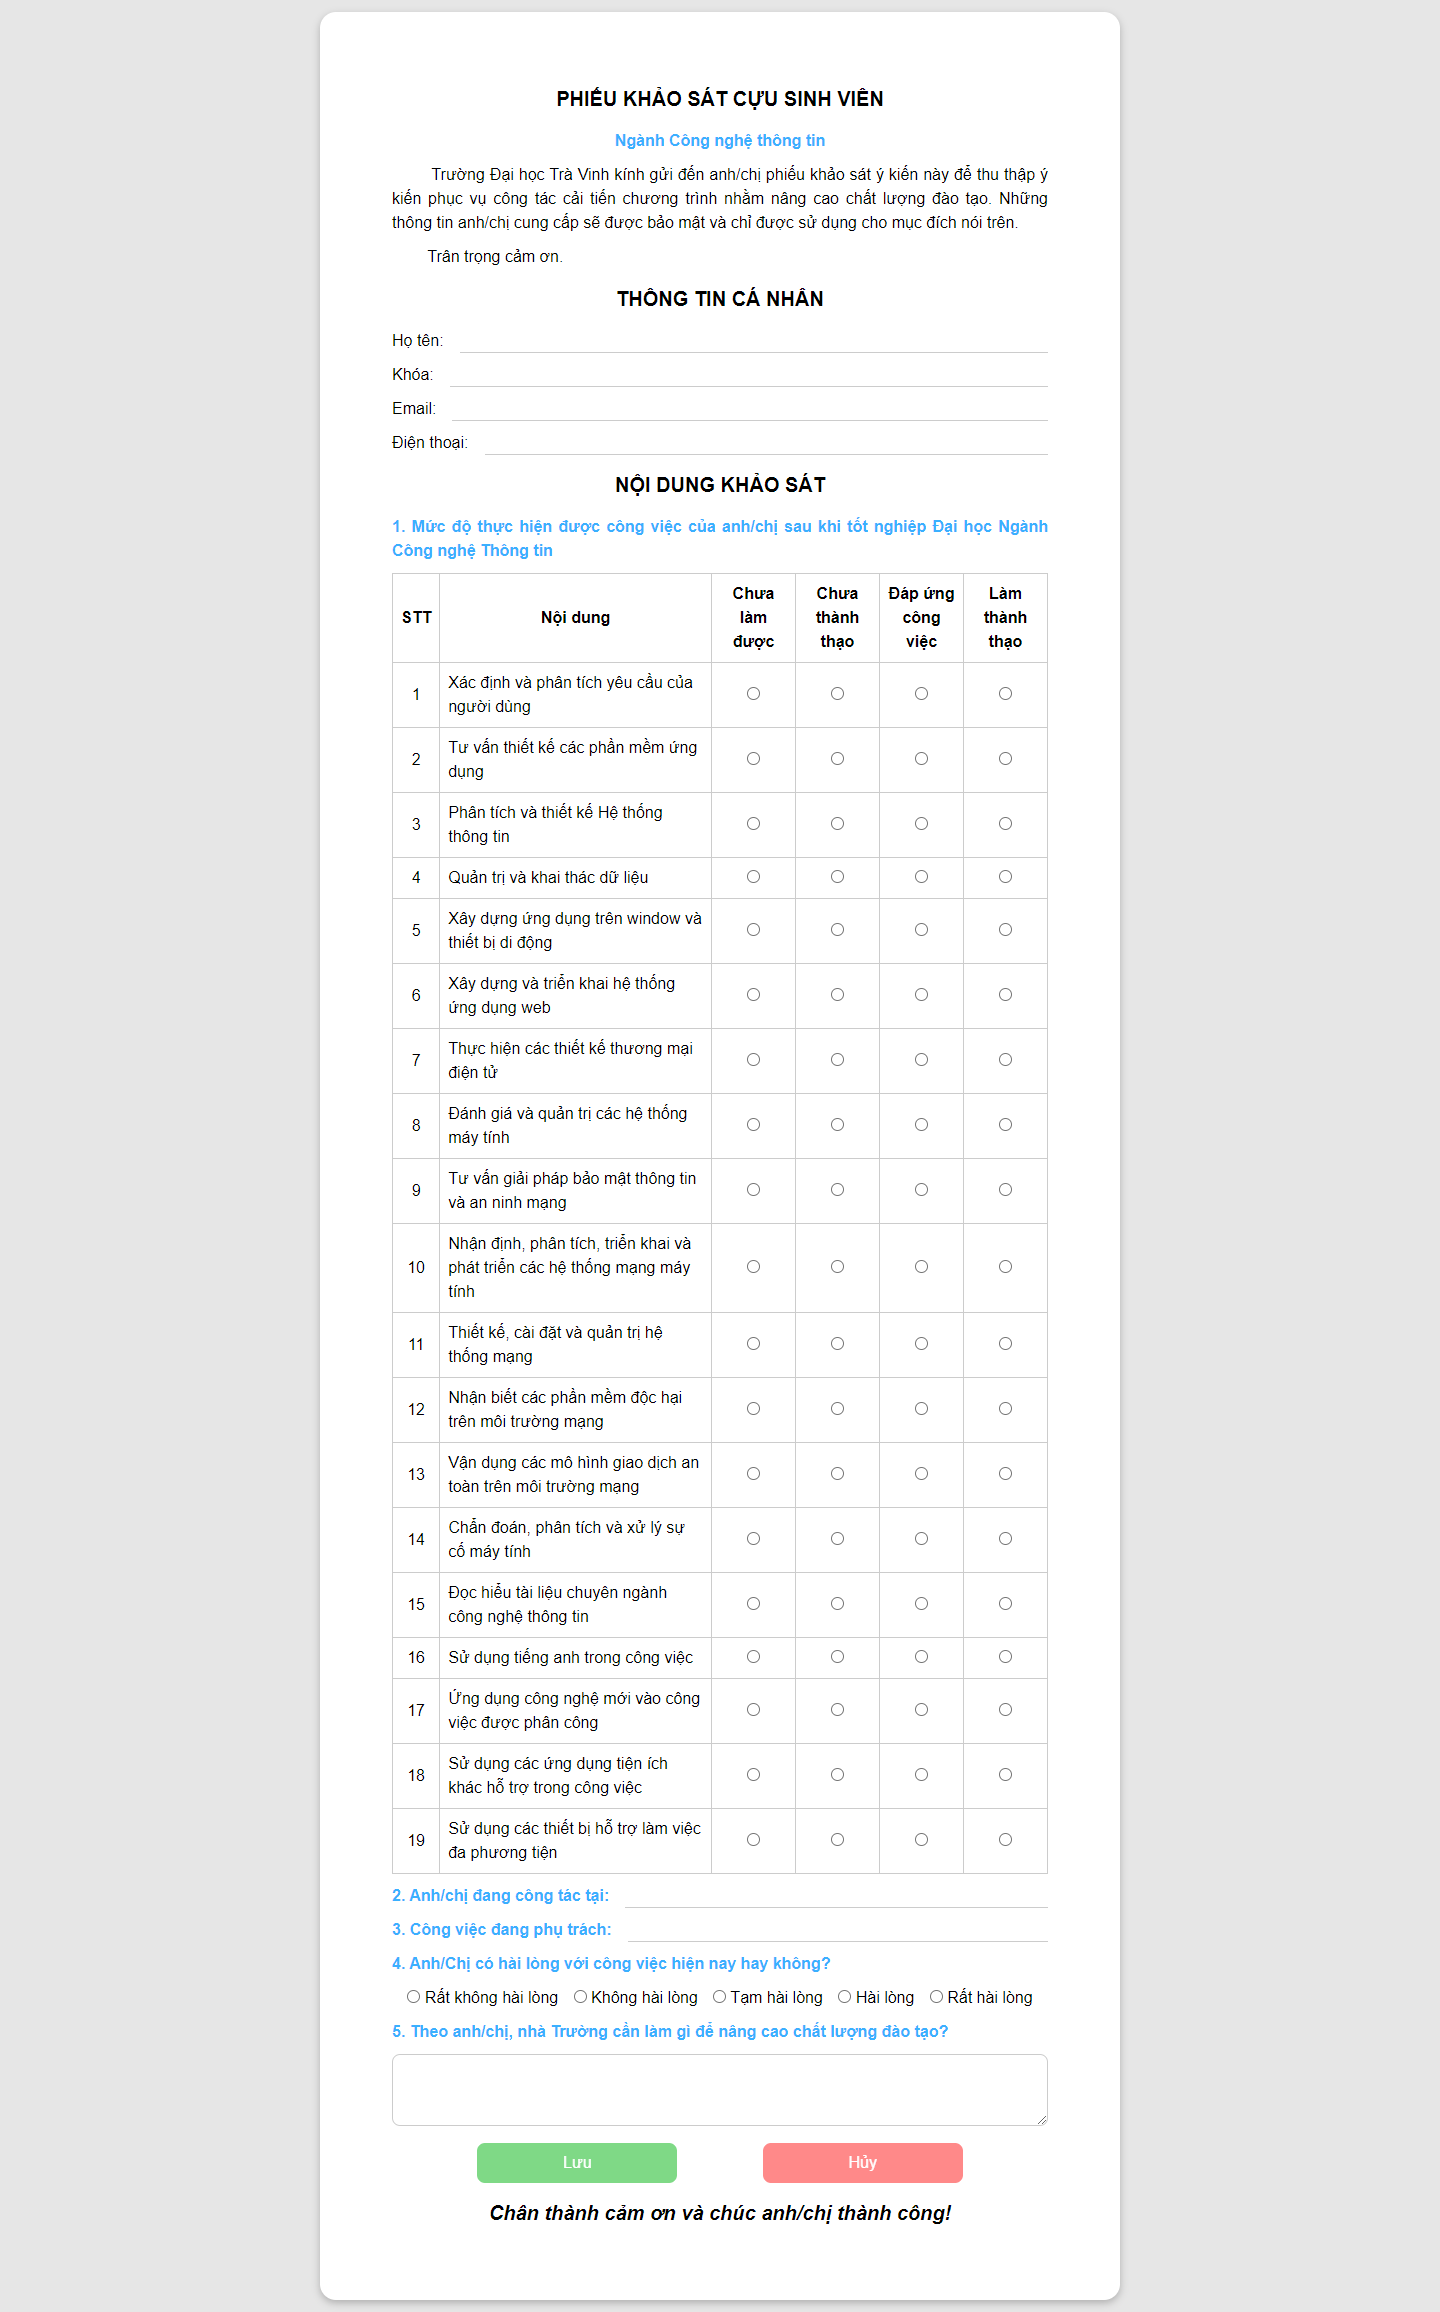 PHIẾU KHẢO SÁT CỰU SINH VIÊN
Ngành Công nghệ thông tin
Trường Đại học Trà Vinh kính gửi đến anh/chị phiếu khảo sát ý kiến này để thu thập ý
kiến phục vụ công tác cải tiến chương trình nhằm nâng cao chất lượng đào tạo. Những
thông tin anh/chị cung cấp sẽ được bảo mật và chỉ được sử dụng cho mục đích nói trên.
Trân trọng cảm ơn.
THÔNG TIN CÁ NHÂN
Họ tên:
Khóa:
Email:
Điện thoại:
NỘI DUNG KHẢO SÁT
1. Mức độ thực hiện được công việc của anh/chị sau khi tốt nghiệp Đại học Ngành
Công nghệ Thông tin
STT Nội dung Chưa làm được Chưa thành thạo Đáp ứng công việc Làm thành thạo
1 Xác định và phân tích yêu cầu của
người dùng
2 Tư vấn thiết kế các phần mềm ứng
dụng
3 Phân tích và thiết kế Hệ thống
thông tin
4 Quản trị và khai thác dữ liệu
5 Xây dựng ứng dụng trên window và
thiết bị di động
6 Xây dựng và triển khai hệ thống
ứng dụng web
7 Thực hiện các thiết kế thương mại
điện tử
8 Đánh giá và quản trị các hệ thống
máy tính
9 Tư vấn giải pháp bảo mật thông tin
và an ninh mạng
10 Nhận định, phân tích, triển khai và
phát triển các hệ thống mạng máy
tính
11 Thiết kế, cài đặt và quản trị hệ
thống mạng
12 Nhận biết các phần mềm độc hại
trên môi trường mạng
13 Vận dụng các mô hình giao dịch an
toàn trên môi trường mạng
14 Chẩn đoán, phân tích và xử lý sự
cố máy tính
15 Đọc hiểu tài liệu chuyên ngành
công nghệ thông tin
16 Sử dụng tiếng anh trong công việc
17 Ứng dụng công nghệ mới vào công
việc được phân công
18 Sử dụng các ứng dụng tiện ích
khác hỗ trợ trong công việc
19 Sử dụng các thiết bị hỗ trợ làm việc
đa phương tiện
2. Anh/chị đang công tác tại:
3. Công việc đang phụ trách:
4. Anh/Chị có hài lòng với công việc hiện nay hay không?
Rất không hài lòng Không hài lòng Tạm hài lòng Hài lòng Rất hài lòng
5. Theo anh/chị, nhà Trường cần làm gì để nâng cao chất lượng đào tạo?
Lưu Hủy
Chân thành cảm ơn và chúc anh/chị thành công!